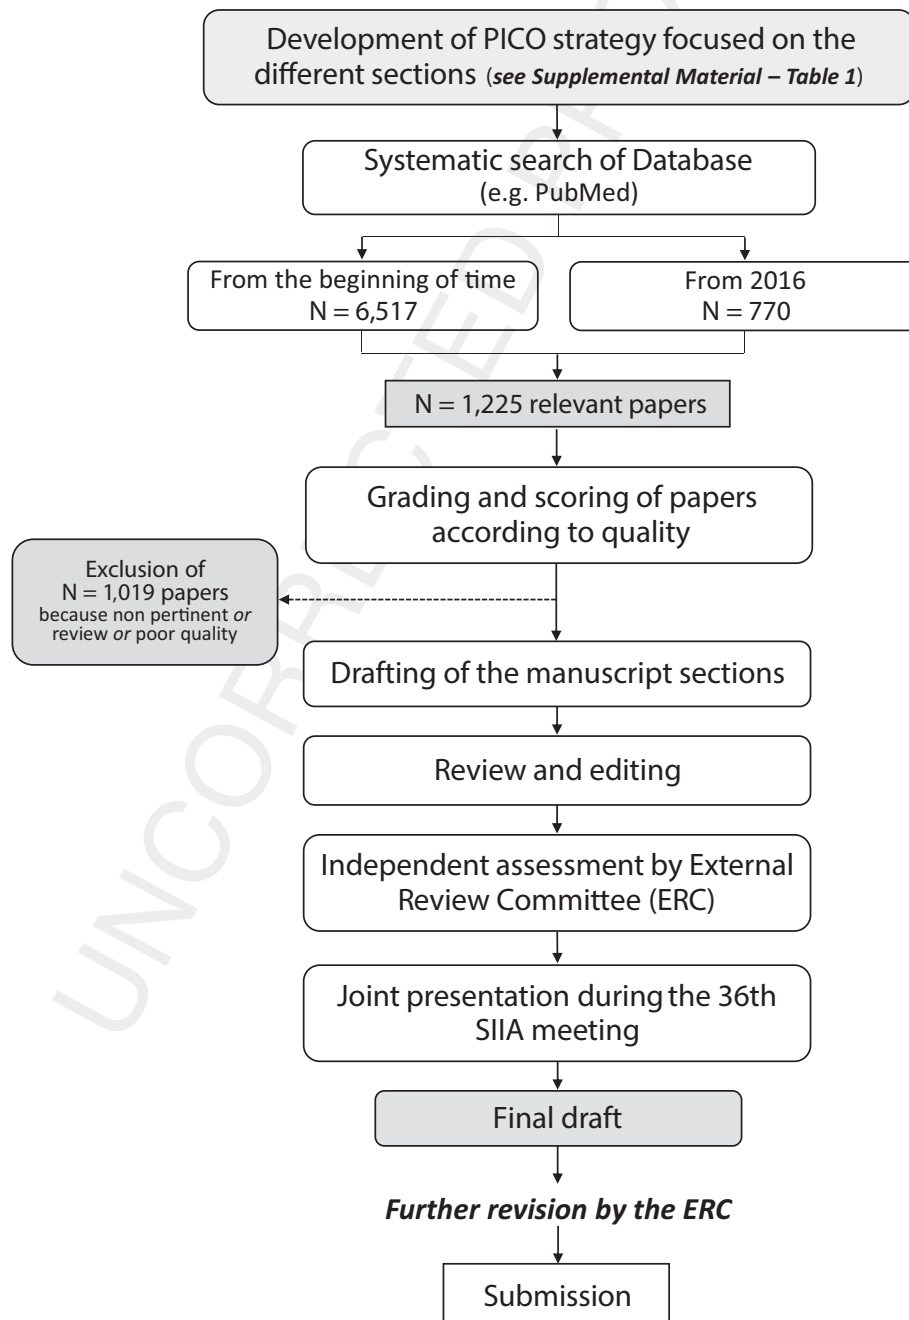 Development of PICO strategy focused on the
different sections (see Supplemental Material – Table 1)
Systematic search of Database
(e.g. PubMed)
From the beginning of time
N = 6,517
From 2016
N = 770
N = 1,225 relevant papers
Grading and scoring of papers
according to quality
Exclusion of
N = 1,019 papers
because non pertinent or
review or poor quality
Drafting of the manuscript sections
Review and editing
Independent assessment by External
Review Committee (ERC)
Joint presentation during the 36th
SIIA meeting
Final draft
Further revision by the ERC
Submission
UNCORRECTED